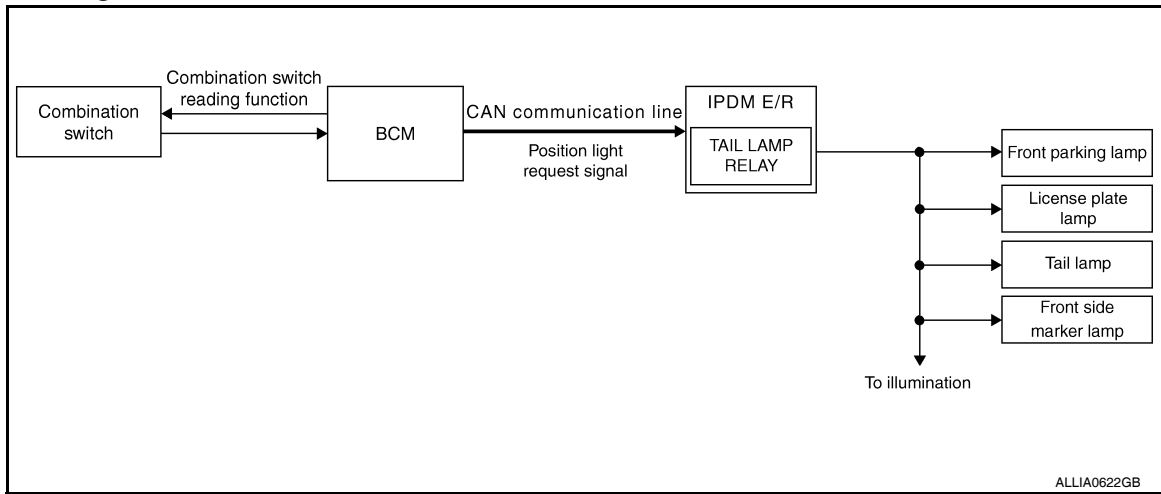 Combination
switch
Combination switch
reading function
BCM
CAN communication line
Position light
request signal
IPDM E/R
TAIL LAMP
RELAY
Front parking lamp
License plate
lamp
Tail lamp
Front side
marker lamp
To illumination
ALLIA0622GB